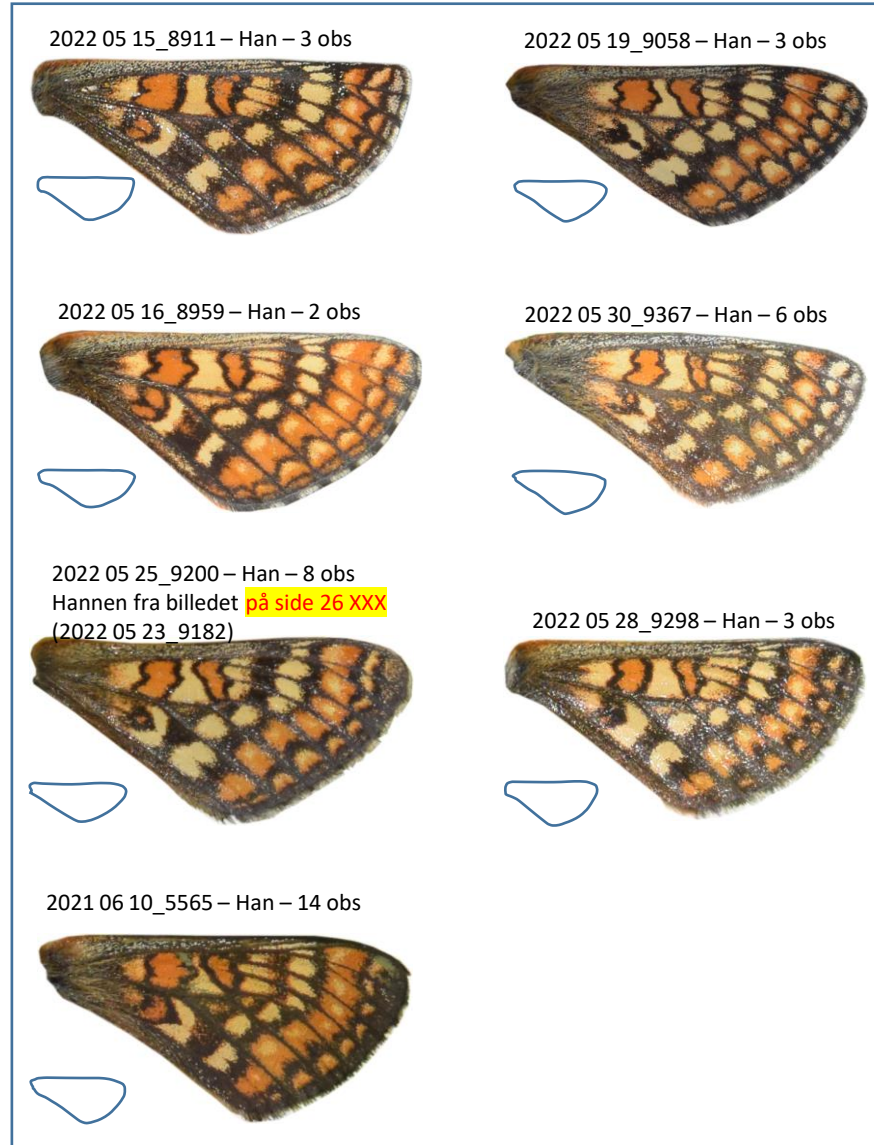 2022 05 15_8911 – Han – 3 obs
2022 05 19_9058 – Han – 3 obs
2022 05 16_8959 – Han – 2 obs
2022 05 30_9367 – Han – 6 obs
2022 05 25_9200 – Han – 8 obs
Hannen fra billedet på side 26 XXX
(2022 05 23_9182)
2022 05 28_9298 – Han – 3 obs
2021 06 10_5565 – Han – 14 obs